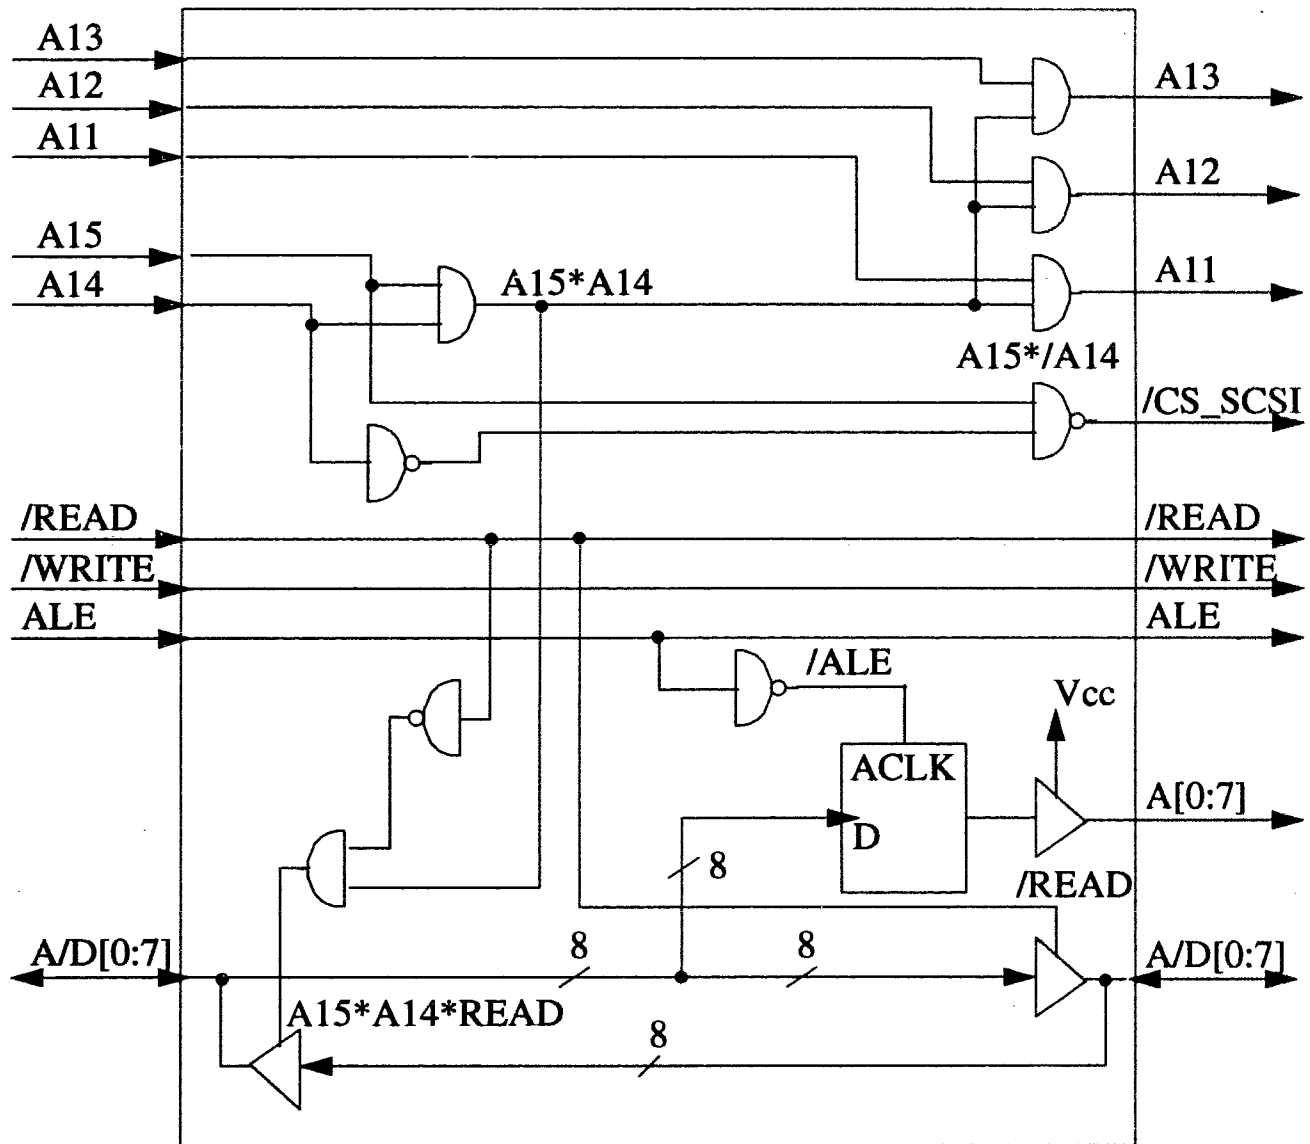 A13
A13
A12
A12
A11
A15
A15*A14
A11
A14
A15*/A14
/CS_SCSI
/READ
/READ
/WRITE
/WRITE
ALE
ALE
/ALE
Vcc
ACLK
A[0:7]
D
8
/READ
A/D[0:7]
8
8
A/D[0:7]
A15*A14*READ
8